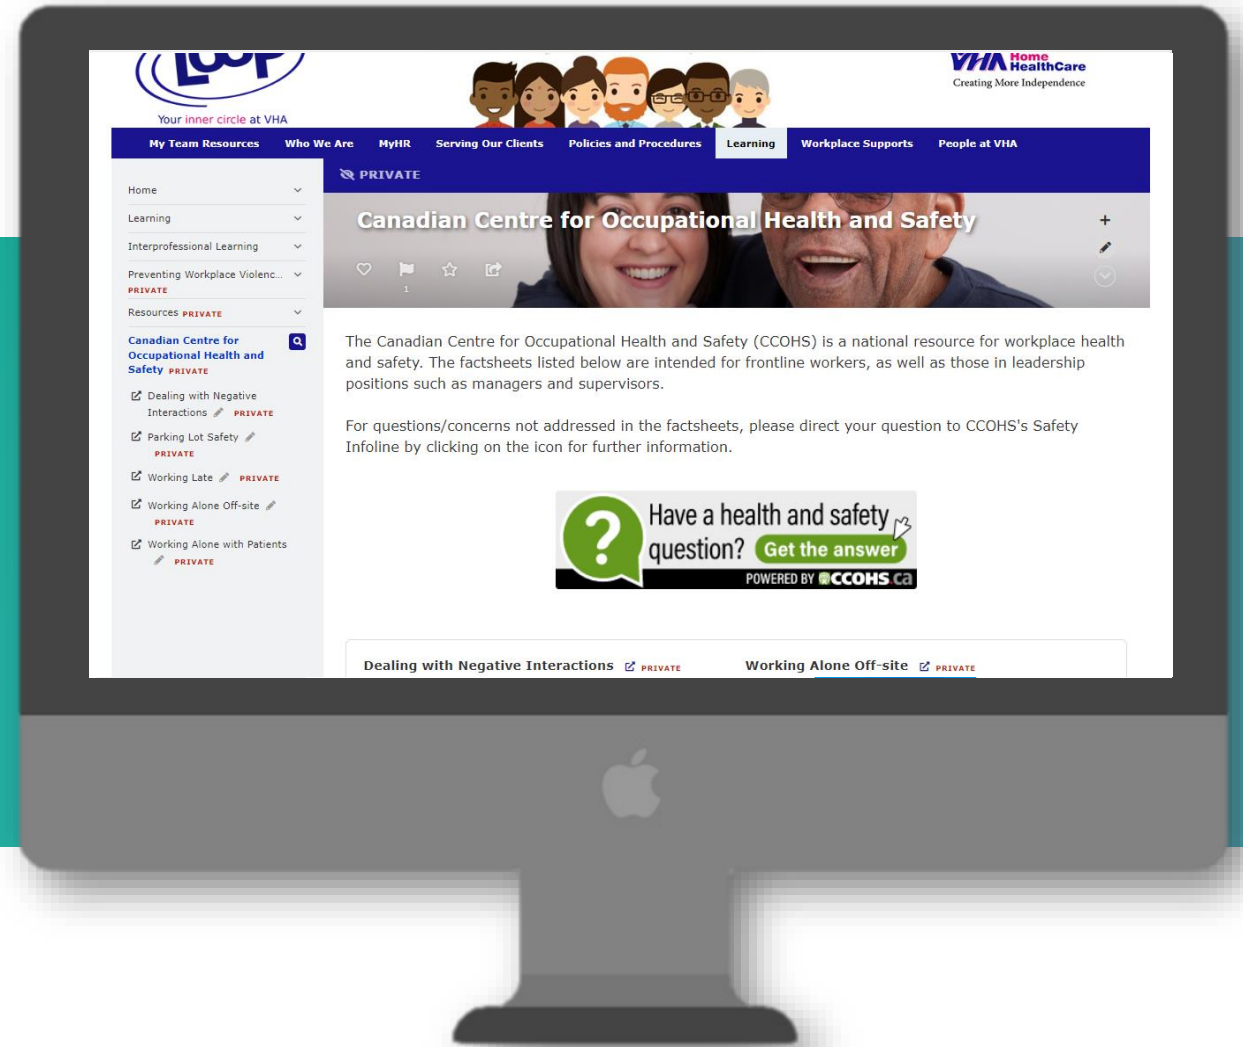 Loop
Your inner circle at VHA
VHA Home
HealthCare
Creating More Independence
My Team Resources Who We Are MyHR Serving Our Clients Policies and Procedures Learning Workplace Supports People at VHA
PRIVATE
Home
Learning
Interprofessional Learning
Preventing Workplace Violenc...
PRIVATE
Resources PRIVATE
Canadian Centre for
Occupational Health and
Safety PRIVATE
Dealing with Negative
Interactions PRIVATE
Parking Lot Safety
PRIVATE
Working Late PRIVATE
Working Alone Off-site
PRIVATE
Working Alone with Patients
PRIVATE
Canadian Centre for Occupational Health and Safety
1
The Canadian Centre for Occupational Health and Safety (CCOHS) is a national resource for workplace health
and safety. The factsheets listed below are intended for frontline workers, as well as those in leadership
positions such as managers and supervisors.
For questions/concerns not addressed in the factsheets, please direct your question to CCOHS's Safety
Infoline by clicking on the icon for further information.
? Have a health and safety
question? Get the answer
POWERED BY CCOHS.ca
Dealing with Negative Interactions PRIVATE Working Alone Off-site PRIVATE